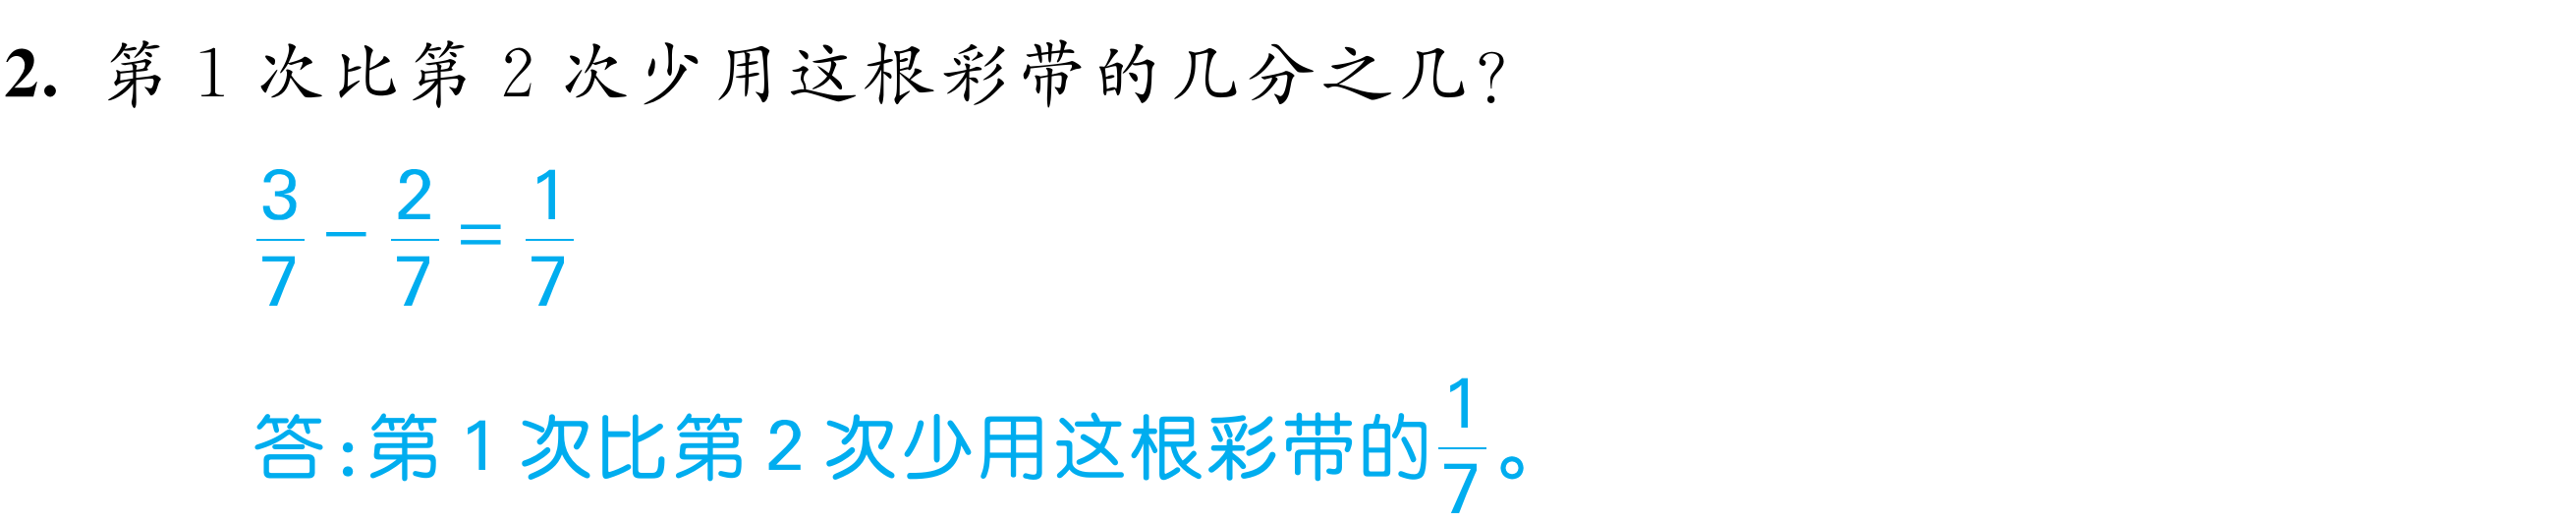 2. 第 1 次比第 2 次少用这根彩带的几分之几?
3/7 - 2/7 = 1/7
答:第 1 次比第 2 次少用这根彩带的1/7。